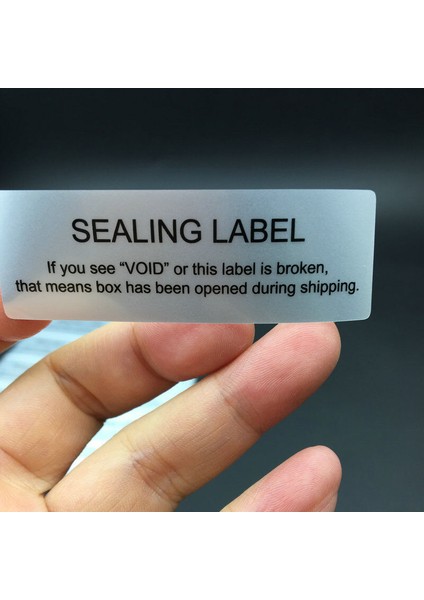 SEALING LABEL
If you see “VOID” or this label is broken,
that means box has been opened during shipping.